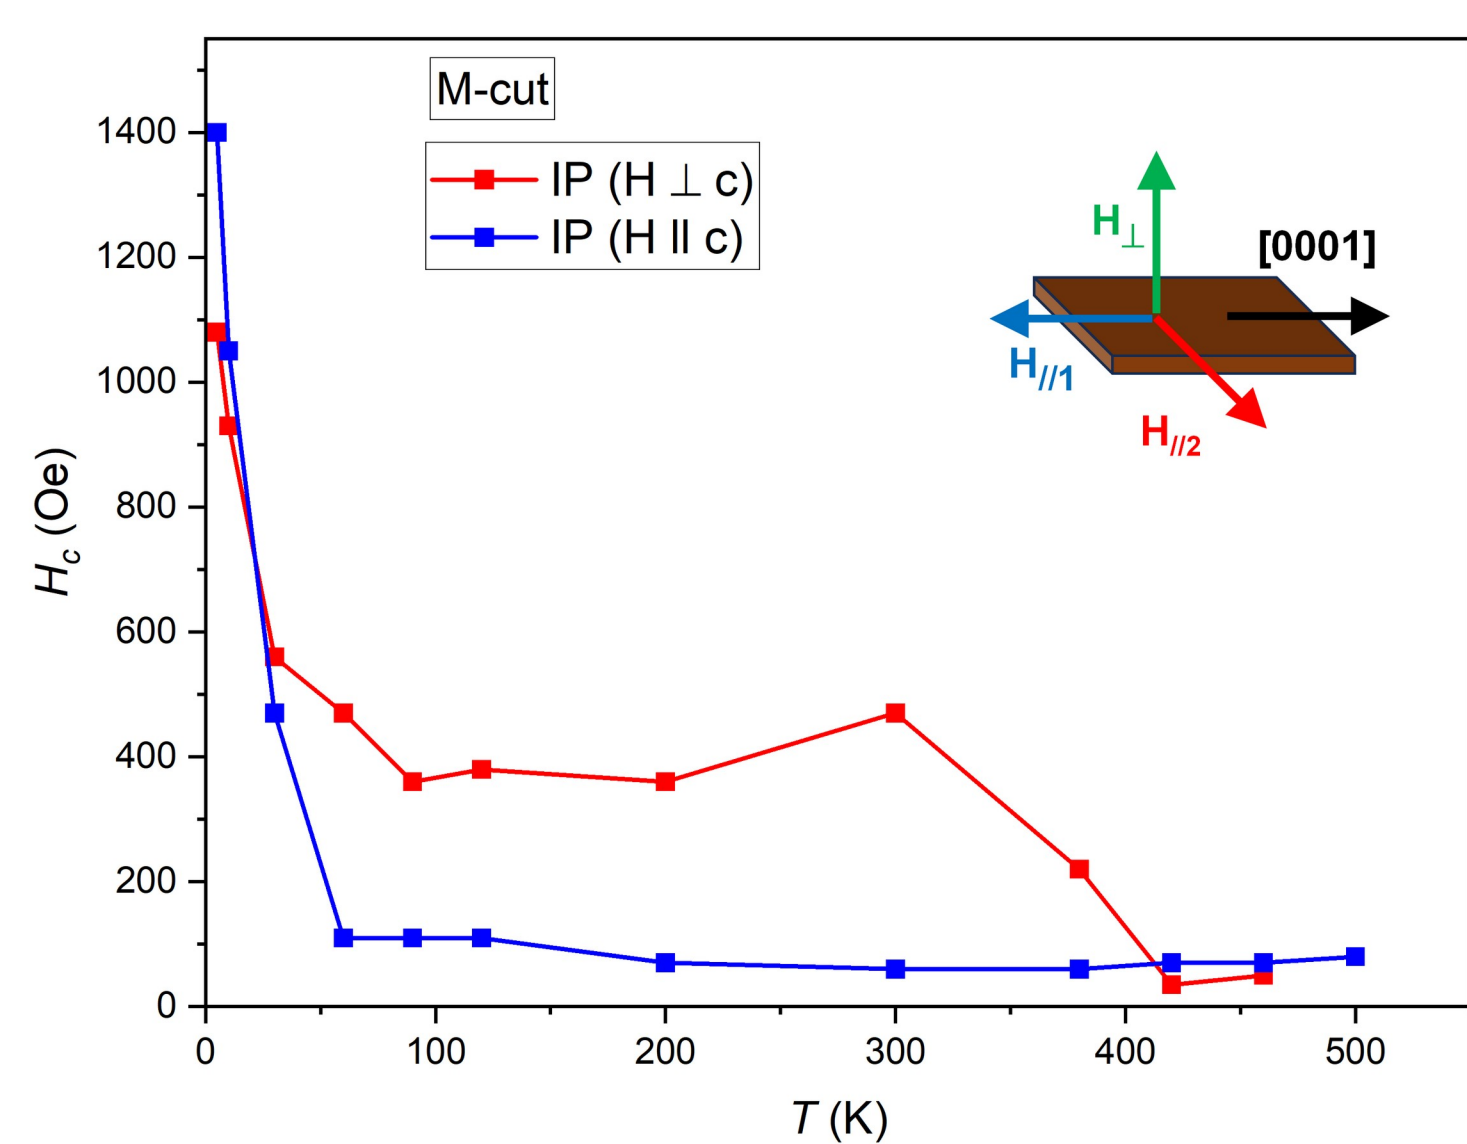 M-cut
IP (H ⊥ c)
IP (H ll c)
H⊥
[0001]
H//1
H//2
1400
1200
1000
800
600
400
200
0
Hc (Oe)
0 100 200 300 400 500
T (K)